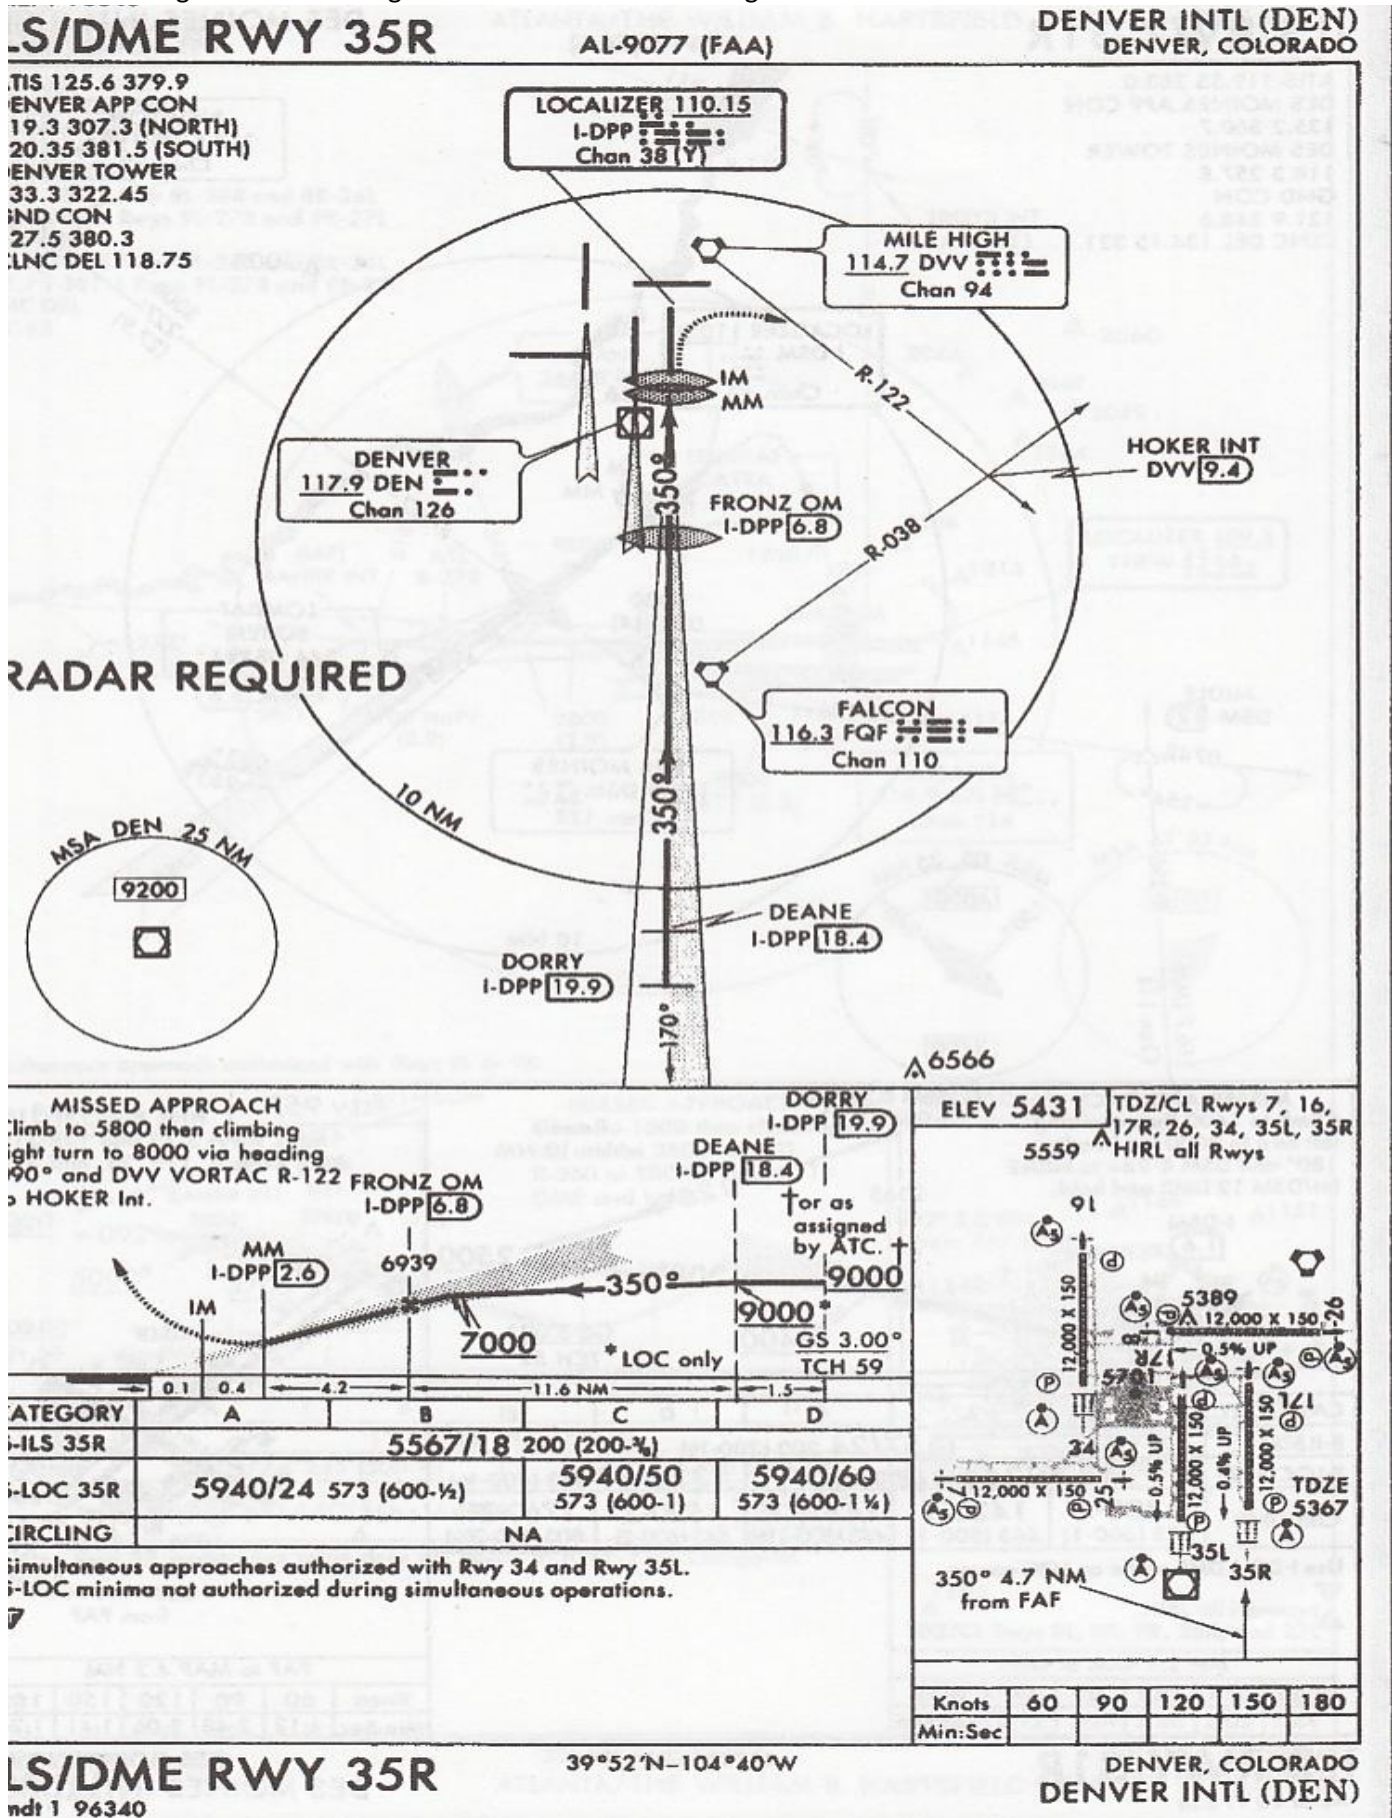 LS/DME RWY 35R
AL-9077 (FAA)
DENVER INTL (DEN)
DENVER, COLORADO
TIS 125.6 379.9
ENVER APP CON
19.3 307.3 (NORTH)
20.35 381.5 (SOUTH)
ENVER TOWER
33.3 322.45
ND CON
27.5 380.3
LNC DEL 118.75
LOCALIZER 110.15
I-DPP
Chan 38 (Y)
MILE HIGH
114.7 DVV
Chan 94
IM
MM
R-122
HOKER INT
DVV 9.4
DENVER
117.9 DEN
Chan 126
350°
FRONZ OM
I-DPP 6.8
R-038
RADAR REQUIRED
FALCON
116.3 FQF
Chan 110
350°
10 NM
MSA DEN 25 NM
9200
DEANE
I-DPP 18.4
DORRY
I-DPP 19.9
170°
6566
MISSED APPROACH
Climb to 5800 then climbing
ight turn to 8000 via heading
90° and DVV VORTAC R-122
HOKER Int.
FRONZ OM
I-DPP 6.8
DORRY
I-DPP 19.9
DEANE
I-DPP 18.4
†or as
assigned
by ATC.
MM
I-DPP 2.6
6939
IM
350°
†
9000
7000
9000*
*LOC only
GS 3.00°
TCH 59
0.1 0.4 4.2 11.6 NM 1.5
ATEGORY A B C D
-ILS 35R 5567/18 200 (200-¾)
-LOC 35R 5940/24 573 (600-½) 5940/50 573 (600-1) 5940/60 573 (600-1¼)
CIRCLING NA
imultaneous approaches authorized with Rwy 34 and Rwy 35L.
-LOC minima not authorized during simultaneous operations.
ELEV 5431
TDZ/CL Rwys 7, 16,
17R, 26, 34, 35L, 35R
HIRL all Rwys
5559
16
12,000 X 150
5389
12,000 X 150
26
8
0.5% UP
17R
5701
17L
34
12,000 X 150
25
0.5% UP
12,000 X 150
0.4% UP
12,000 X 150
TDZE
5367
7
35L
35R
350° 4.7 NM
from FAF
Knots 60 90 120 150 180
Min:Sec
LS/DME RWY 35R
mdt 1 96340
39°52'N-104°40'W
DENVER, COLORADO
DENVER INTL (DEN)